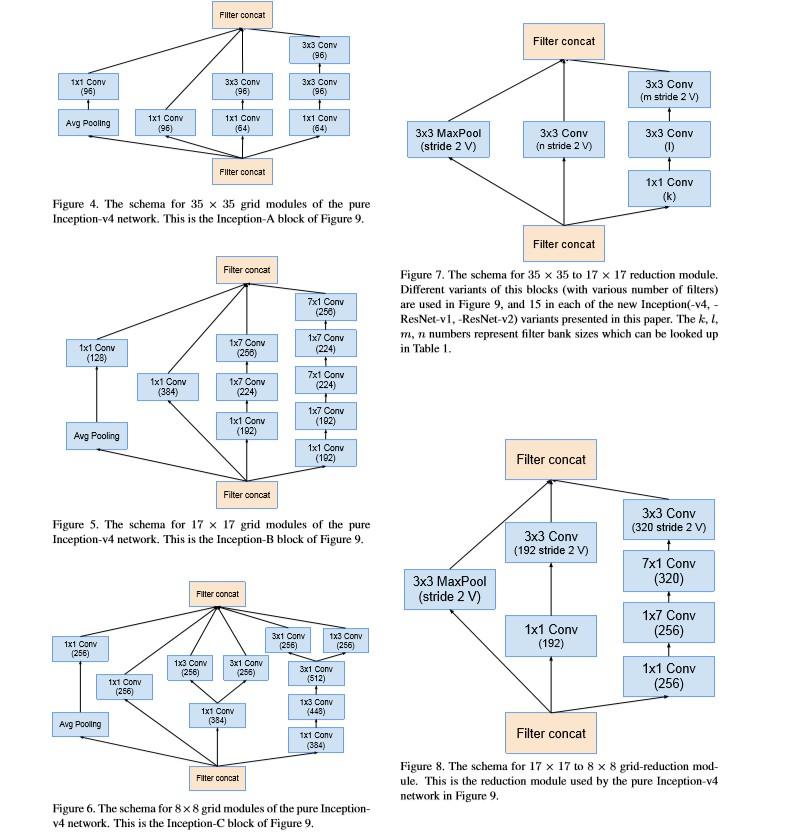 Filter concat
3x3 Conv
(96)
1x1 Conv
(96)
3x3 Conv
(96)
3x3 Conv
(96)
Avg Pooling
1x1 Conv
(96)
1x1 Conv
(64)
1x1 Conv
(64)
Filter concat
Figure 4. The schema for 35 × 35 grid modules of the pure
Inception-v4 network. This is the Inception-A block of Figure 9.
Filter concat
7x1 Conv
(256)
1x1 Conv
(128)
1x7 Conv
(256)
1x7 Conv
(224)
1x1 Conv
(384)
1x7 Conv
(224)
7x1 Conv
(224)
1x1 Conv
(192)
1x7 Conv
(192)
Avg Pooling
1x1 Conv
(192)
Filter concat
Figure 5. The schema for 17 × 17 grid modules of the pure
Inception-v4 network. This is the Inception-B block of Figure 9.
Filter concat
1x1 Conv
(256)
3x1 Conv
(256)
1x3 Conv
(256)
1x3 Conv
(256)
3x1 Conv
(256)
3x1 Conv
(512)
1x1 Conv
(256)
1x3 Conv
(448)
Avg Pooling
1x1 Conv
(384)
1x1 Conv
(384)
Filter concat
Figure 6. The schema for 8×8 grid modules of the pure Inception-
v4 network. This is the Inception-C block of Figure 9.
Filter concat
3x3 Conv
(m stride 2 V)
3x3 MaxPool
(stride 2 V)
3x3 Conv
(n stride 2 V)
3x3 Conv
(l)
1x1 Conv
(k)
Filter concat
Figure 7. The schema for 35 × 35 to 17 × 17 reduction module.
Different variants of this blocks (with various number of filters)
are used in Figure 9, and 15 in each of the new Inception(-v4, -
ResNet-v1, -ResNet-v2) variants presented in this paper. The k, l,
m, n numbers represent filter bank sizes which can be looked up
in Table 1.
Filter concat
3x3 Conv
(320 stride 2 V)
3x3 Conv
(192 stride 2 V)
7x1 Conv
(320)
3x3 MaxPool
(stride 2 V)
1x7 Conv
(256)
1x1 Conv
(192)
1x1 Conv
(256)
Filter concat
Figure 8. The schema for 17 × 17 to 8 × 8 grid-reduction mod-
ule. This is the reduction module used by the pure Inception-v4
network in Figure 9.